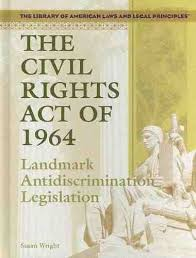 THE LIBRARY OF AMERICAN LAWS AND LEGAL PRINCIPLES
THE
CIVIL
RIGHTS
ACT OF
1964
Landmark
Antidiscrimination
Legislation
Susan Wright